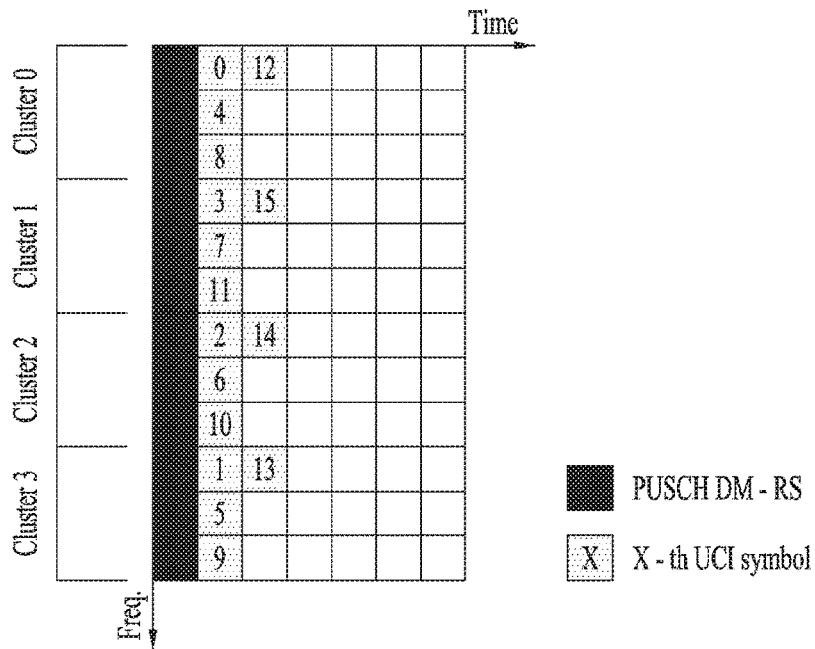 Time
Cluster 0
0 12
4
8
Cluster 1
3 15
7
11
Cluster 2
2 14
6
10
Cluster 3
1 13
5
9
Freq.
PUSCH DM - RS
X X - th UCI symbol